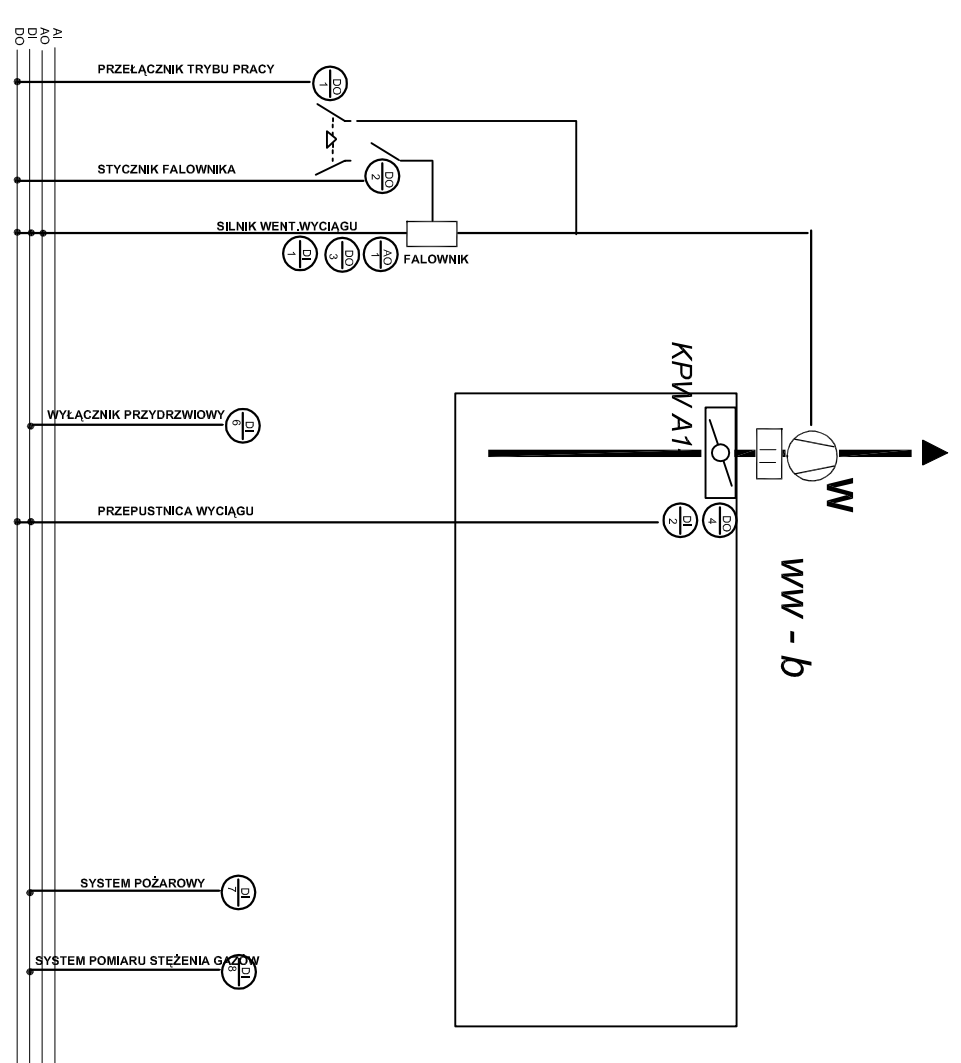 DO
DI
AO
AI
PRZEŁĄCZNIK TRYBU PRACY
DO
1
STYCZNIK FALOWNIKA
DO
2
SILNIK WENT.WYCIĄGU
DI
1
DO
3
AO
1
FALOWNIK
KPW A1.
WYŁĄCZNIK PRZYDRZWIOWY
DI
6
W
PRZEPUSTNICA WYCIĄGU
DI
2
DO
4
WW - b
SYSTEM POŻAROWY
DI
7
SYSTEM POMIARU STĘŻENIA GAZÓW
DI
8